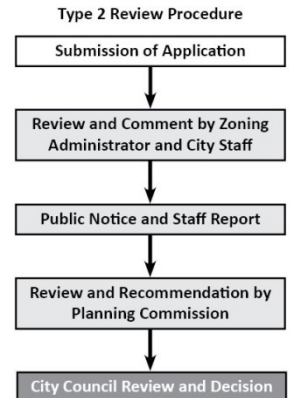 Type 2 Review Procedure
Submission of Application
Review and Comment by Zoning
Administrator and City Staff
Public Notice and Staff Report
Review and Recommendation by
Planning Commission
City Council Review and Decision